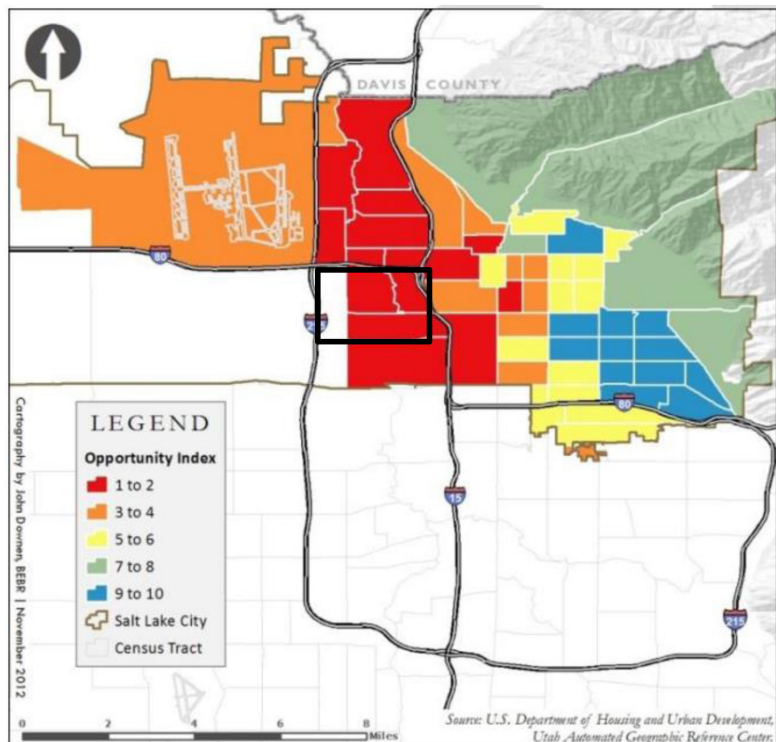 DAVIS COUNTY
80
215
80
15
215
LEGEND
Opportunity Index
1 to 2
3 to 4
5 to 6
7 to 8
9 to 10
Salt Lake City
Census Tract
Cartography by John Downen, BEBR | November 2012
0 2 4 6 8
Miles
Source: U.S. Department of Housing and Urban Development,
Utah Automated Geographic Reference Center.